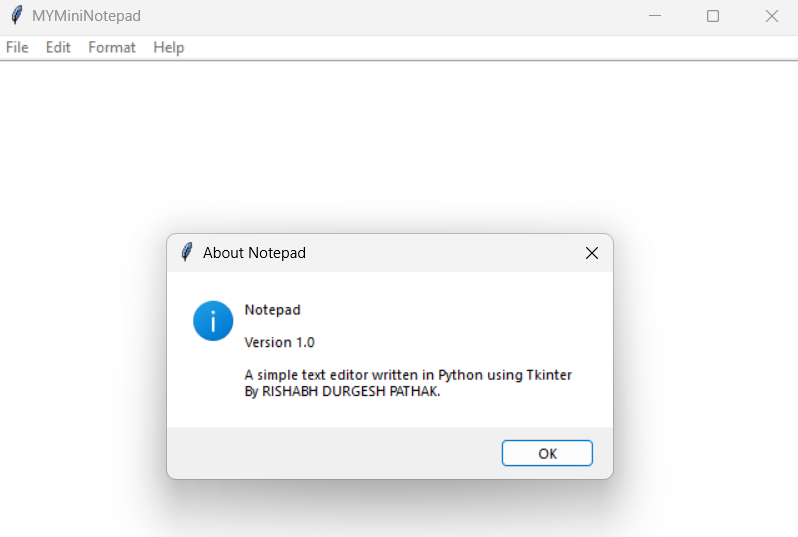 MYMiniNotepad
File Edit Format Help
About Notepad
Notepad
Version 1.0
A simple text editor written in Python using Tkinter
By RISHABH DURGESH PATHAK.
OK